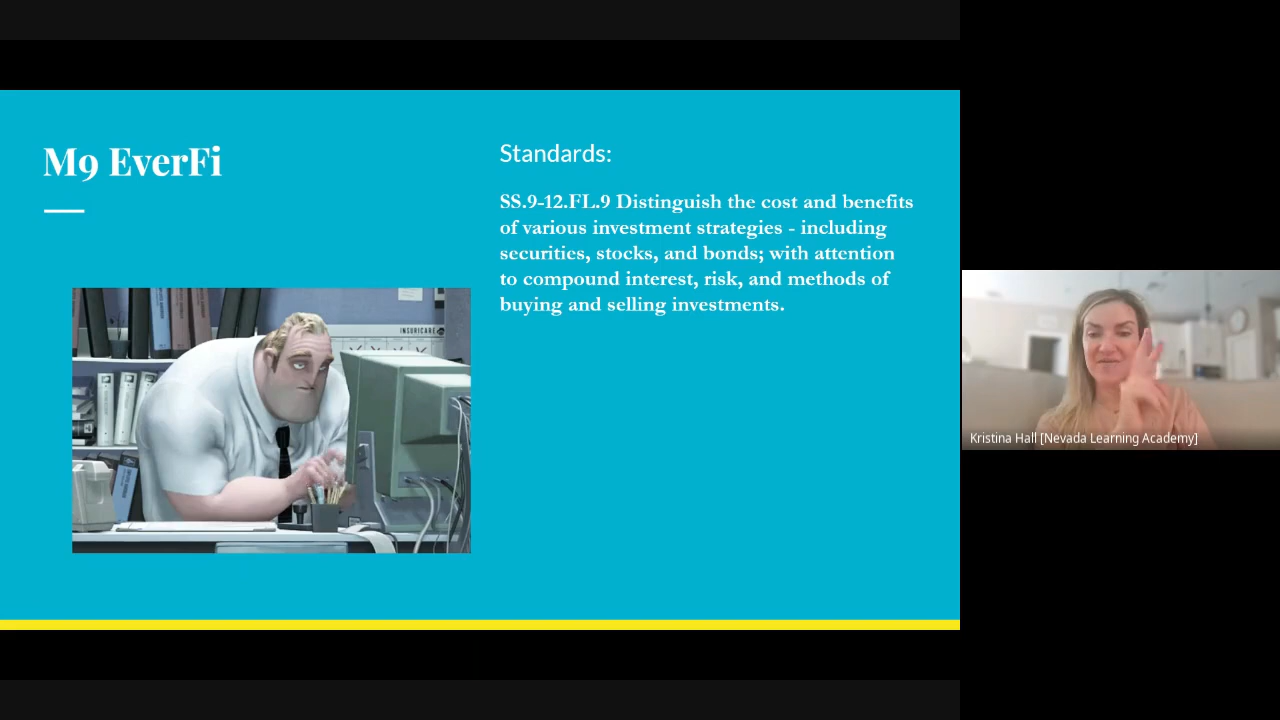 M9 EverFi
Standards:
SS.9-12.FL.9 Distinguish the cost and benefits
of various investment strategies - including
securities, stocks, and bonds; with attention
to compound interest, risk, and methods of
buying and selling investments.
INSURICARE
Kristina Hall [Nevada Learning Academy]